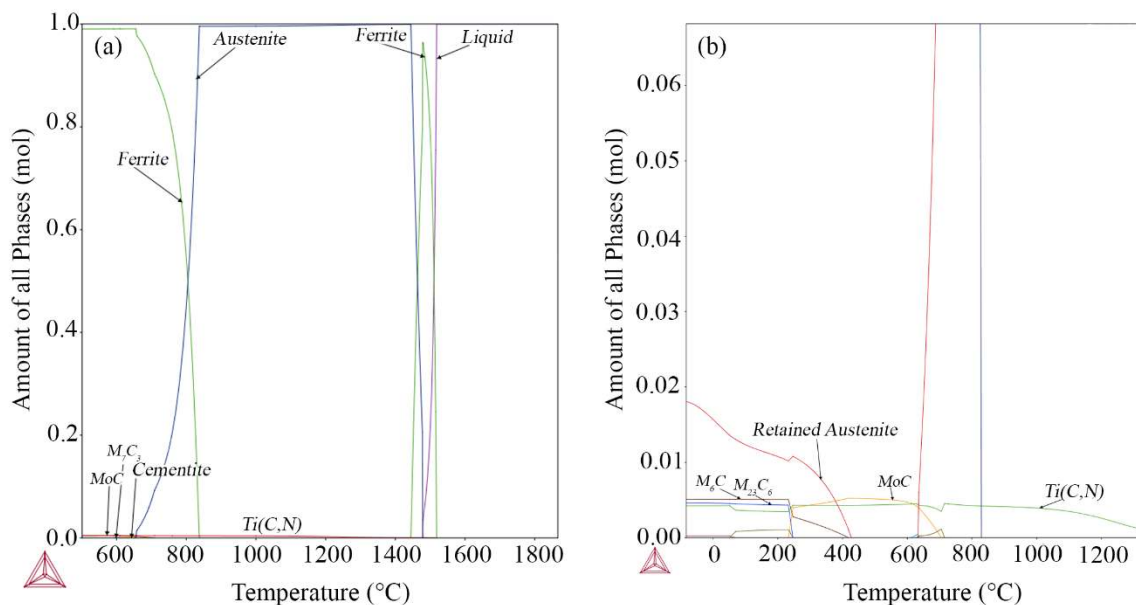 (a)
Austenite
Ferrite
Liquid
Ferrite
M7C3
MoC
Cementite
Ti(C,N)
1.0
0.8
0.6
0.4
0.2
0.0
600 800 1000 1200 1400 1600 1800
Amount of all Phases (mol)
Temperature (°C)
(b)
Retained Austenite
M6C
M23C6
MoC
Ti(C,N)
0.06
0.05
0.04
0.03
0.02
0.01
0.0
0 200 400 600 800 1000 1200
Amount of all Phases (mol)
Temperature (°C)